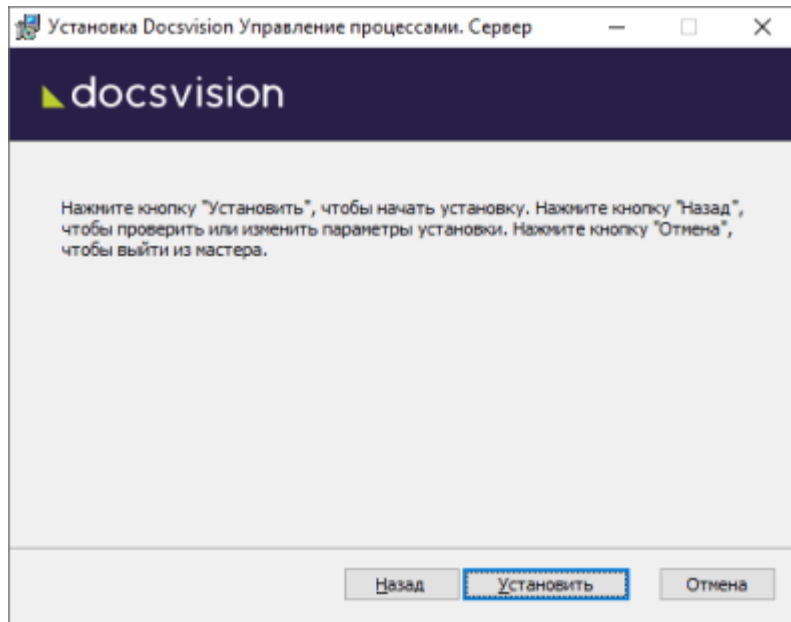 Установка Docsvision Управление процессами. Сервер
docsvision
Нажмите кнопку "Установить", чтобы начать установку. Нажмите кнопку "Назад",
чтобы проверить или изменить параметры установки. Нажмите кнопку "Отмена",
чтобы выйти из мастера.
Назад Установить Отмена